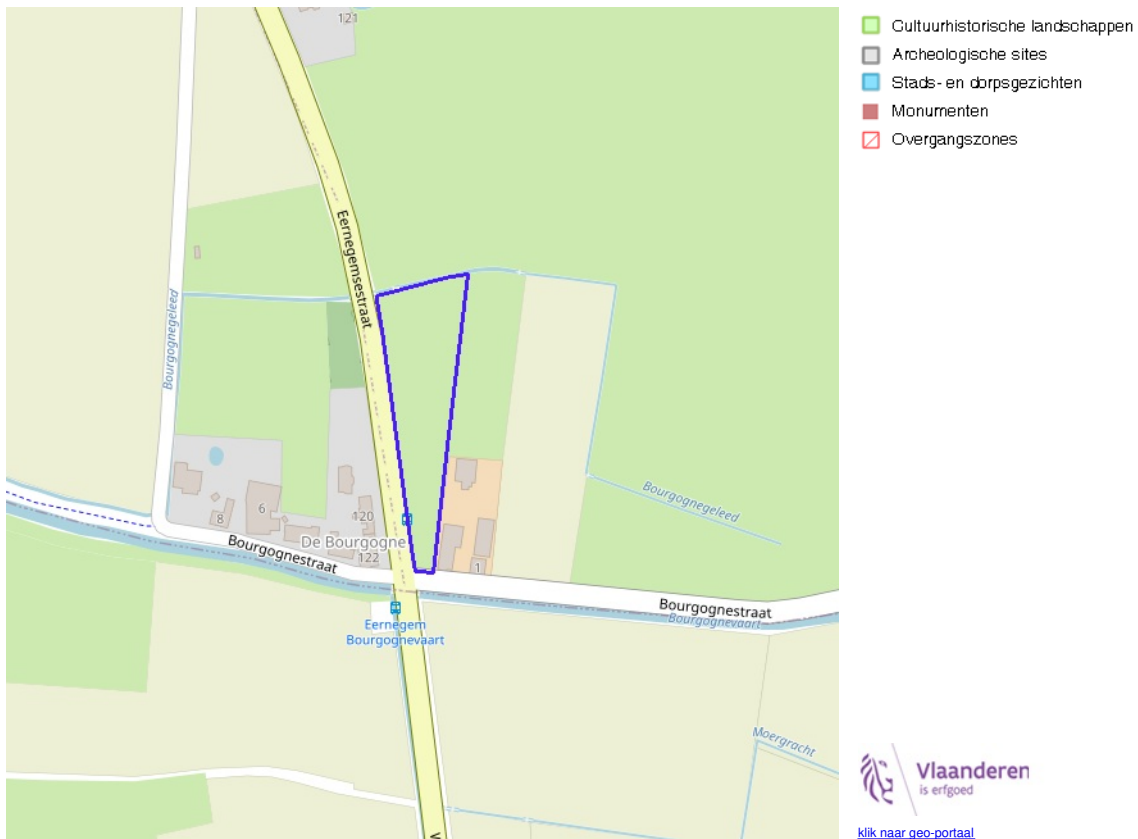 121
Eernegemsestraat
Bourgognegeleed
Bourgognegeleed
8
6
120
De Bourgogne
122
1
Bourgognestraat
Bourgognestraat
Bourgognevaart
Eernegem
Bourgognevaart
Moergracht
V
Cultuurhistorische landschappen
Archeologische sites
Stads- en dorpsgezichten
Monumenten
Overgangszones
Vlaanderen
is erfgoed
klik naar geo-portaal